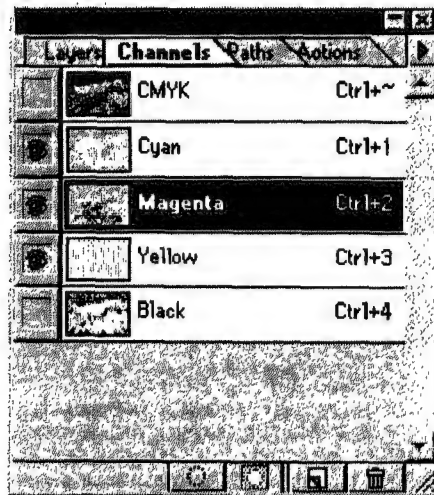 Layers Channels Paths Actions
CMYK Ctrl+~
Cyan Ctrl+1
Magenta Ctrl+2
Yellow Ctrl+3
Black Ctrl+4